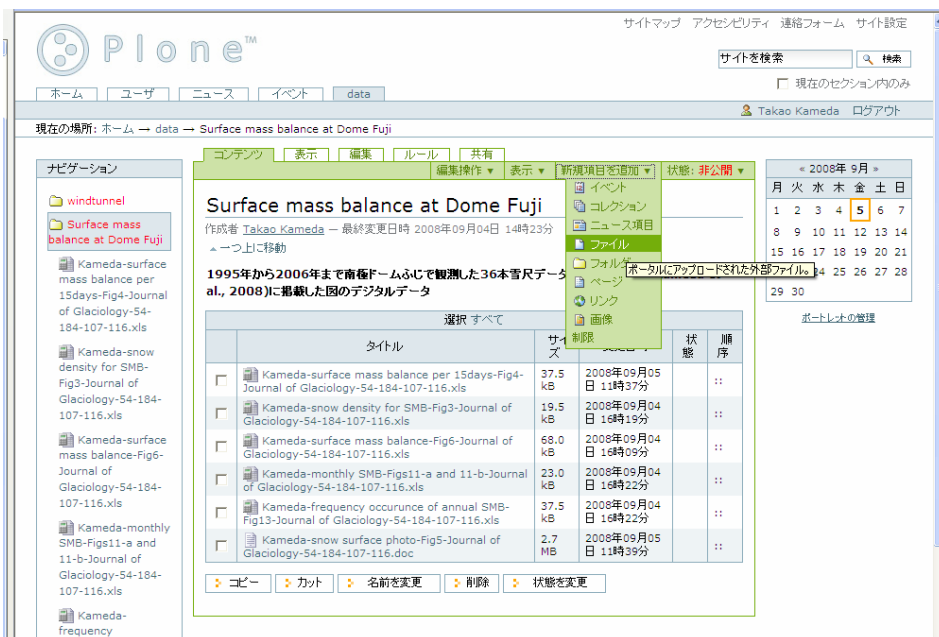 サイトマップ アクセシビリティ 連絡フォーム サイト設定
Plone™
サイトを検索 検索
現在のセクション内のみ
ホーム ユーザ ニュース イベント data
Takao Kameda ログアウト
現在の場所: ホーム → data → Surface mass balance at Dome Fuji
ナビゲーション
windtunnel
Surface mass
balance at Dome Fuji
Kameda-surface
mass balance per
15days-Fig4-Journal
of Glaciology-54-
184-107-116.xls
Kameda-snow
density for SMB-
Fig3-Journal of
Glaciology-54-184-
107-116.xls
Kameda-surface
mass balance-Fig6-
Journal of
Glaciology-54-184-
107-116.xls
Kameda-monthly
SMB-Figs11-a and
11-b-Journal of
Glaciology-54-184-
107-116.xls
Kameda-
frequency
コンテンツ 表示 編集 ルール 共有
編集操作 ▼ 表示 ▼ 新規項目を追加 ▼ 状態: 非公開 ▼
イベント
コレクション
ニュース項目
ファイル
フォルダ
ページ
リンク
画像
制限
ポータルにアップロードされた外部ファイル。
Surface mass balance at Dome Fuji
作成者 Takao Kameda — 最終変更日時 2008年09月04日 14時23分
一つ上に移動
1995年から2006年まで南極ドームふじで観測した36本雪尺データ
al., 2008)に掲載した図のデジタルデータ
選択 すべて
タイトル サイズ 状態 順序
Kameda-surface mass balance per 15days-Fig4-
Journal of Glaciology-54-184-107-116.xls
37.5 kB
2008年09月05日 11時37分
Kameda-snow density for SMB-Fig3-Journal of
Glaciology-54-184-107-116.xls
19.5 kB
2008年09月04日 16時19分
Kameda-surface mass balance-Fig6-Journal of
Glaciology-54-184-107-116.xls
68.0 kB
2008年09月04日 16時09分
Kameda-monthly SMB-Figs11-a and 11-b-Journal
of Glaciology-54-184-107-116.xls
23.0 kB
2008年09月04日 16時22分
Kameda-frequency occurunce of annual SMB-
Fig13-Journal of Glaciology-54-184-107-116.xls
37.5 kB
2008年09月04日 16時22分
Kameda-snow surface photo-Fig5-Journal of
Glaciology-54-184-107-116.doc
2.7 MB
2008年09月05日 11時39分
コピー カット 名前を変更 削除 状態を変更
« 2008年 9月 »
月 火 水 木 金 土 日
1 2 3 4 5 6 7
8 9 10 11 12 13 14
15 16 17 18 19 20 21
24 25 26 27 28
29 30
ポートレットの管理